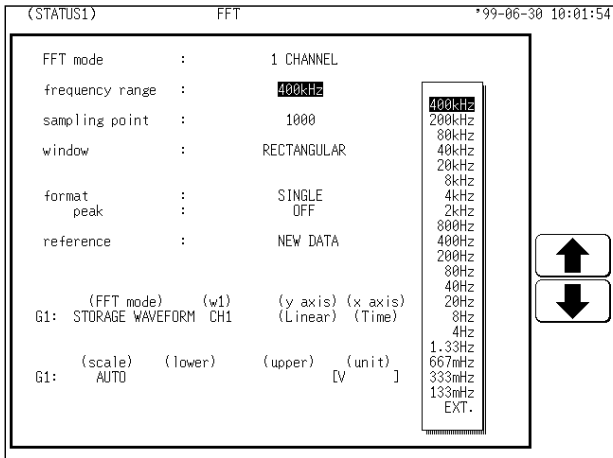 (STATUS1) FFT '99-06-30 10:01:54
FFT mode : 1 CHANNEL
frequency range : 400kHz
sampling point : 1000
window : RECTANGULAR
format : SINGLE
peak : OFF
reference : NEW DATA
(FFT mode) (w1) (y axis) (x axis)
G1: STORAGE WAVEFORM CH1 (Linear) (Time)
(scale) (lower) (upper) (unit)
G1: AUTO [V ]
400kHz
200kHz
80kHz
40kHz
20kHz
8kHz
4kHz
2kHz
800Hz
400Hz
200Hz
80Hz
40Hz
20Hz
8Hz
4Hz
1.33Hz
667mHz
333mHz
133mHz
EXT.